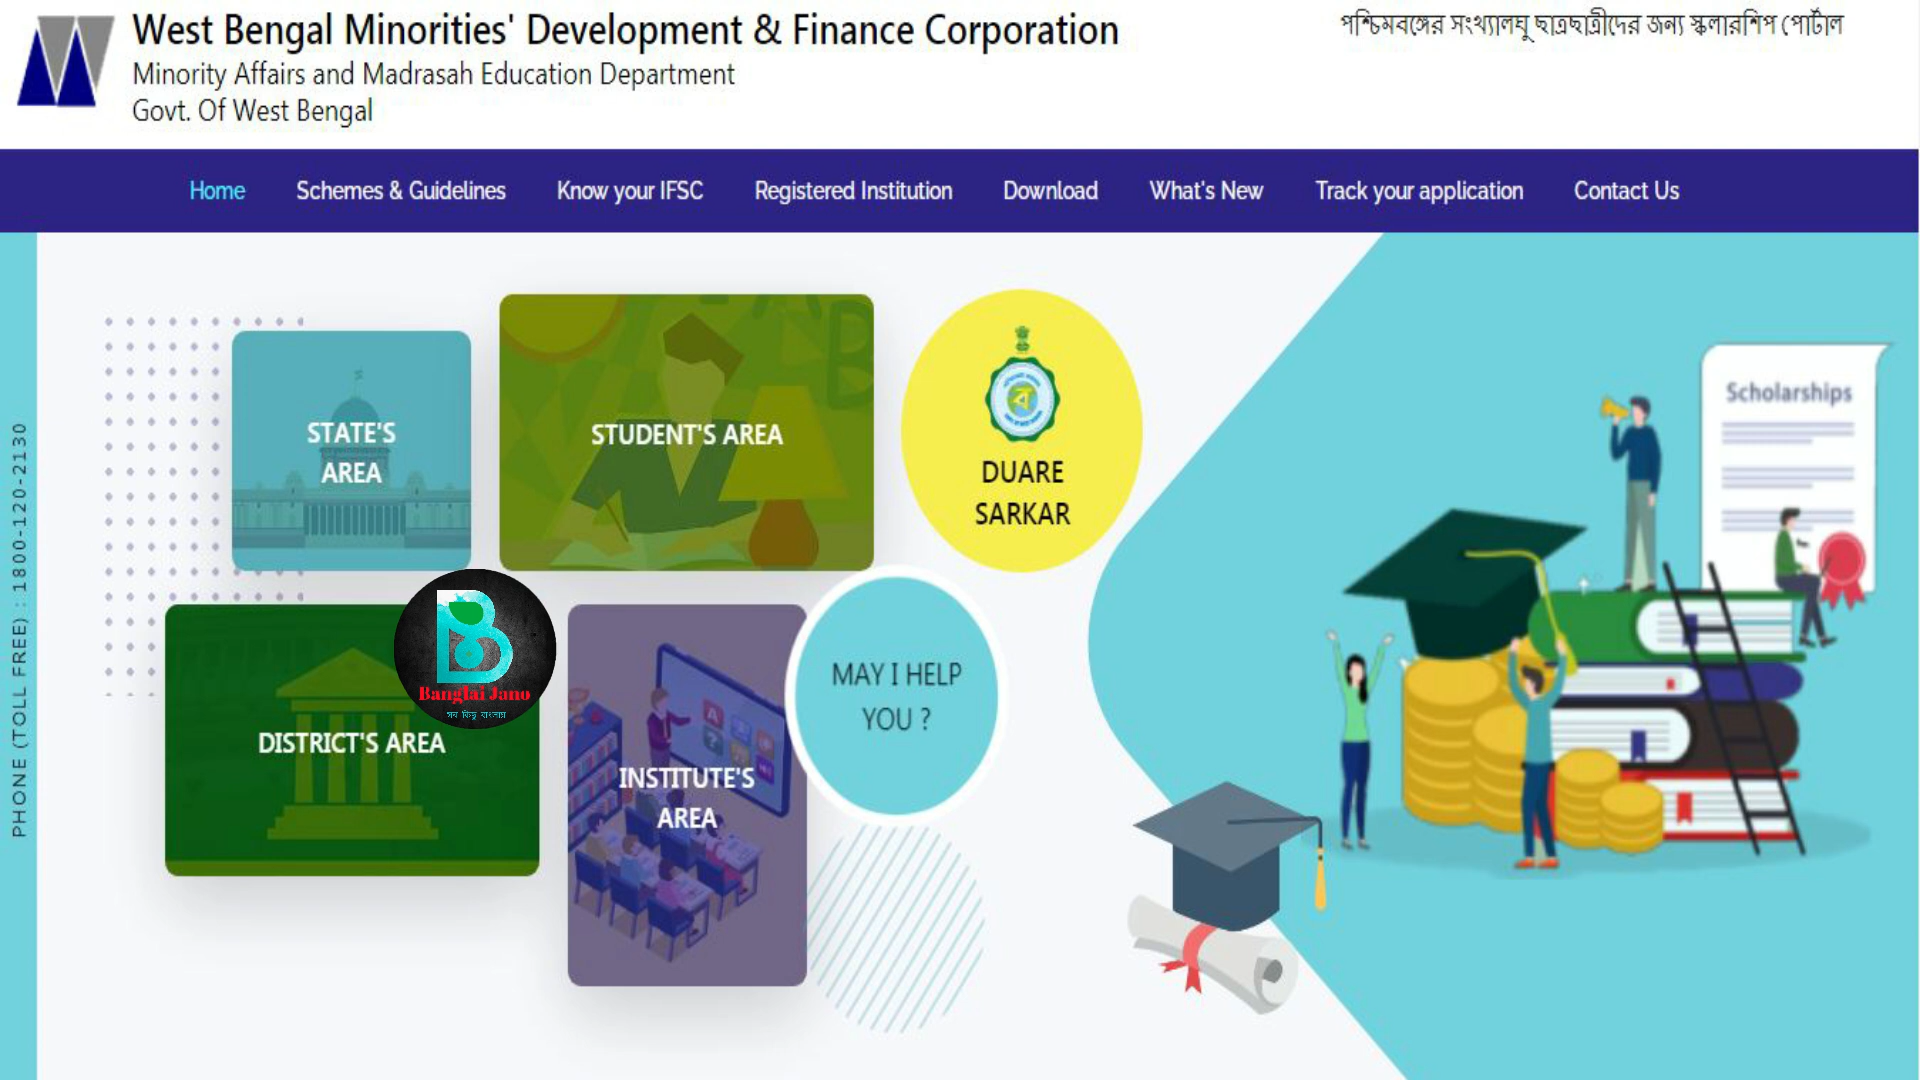 West Bengal Minorities' Development & Finance Corporation
Minority Affairs and Madrasah Education Department
Govt. Of West Bengal
পশ্চিমবঙ্গের সংখ্যালঘু ছাত্রছাত্রীদের জন্য স্কলারশিপ পোর্টাল
Home Schemes & Guidelines Know your IFSC Registered Institution Download What's New Track your application Contact Us
PHONE (TOLL FREE) : 1800-120-2130
STATE'S
AREA
STUDENT'S AREA
DUARE
SARKAR
Scholarships
Banglai Jano
সব কিছু বাংলায়
DISTRICT'S AREA
INSTITUTE'S
AREA
MAY I HELP
YOU ?